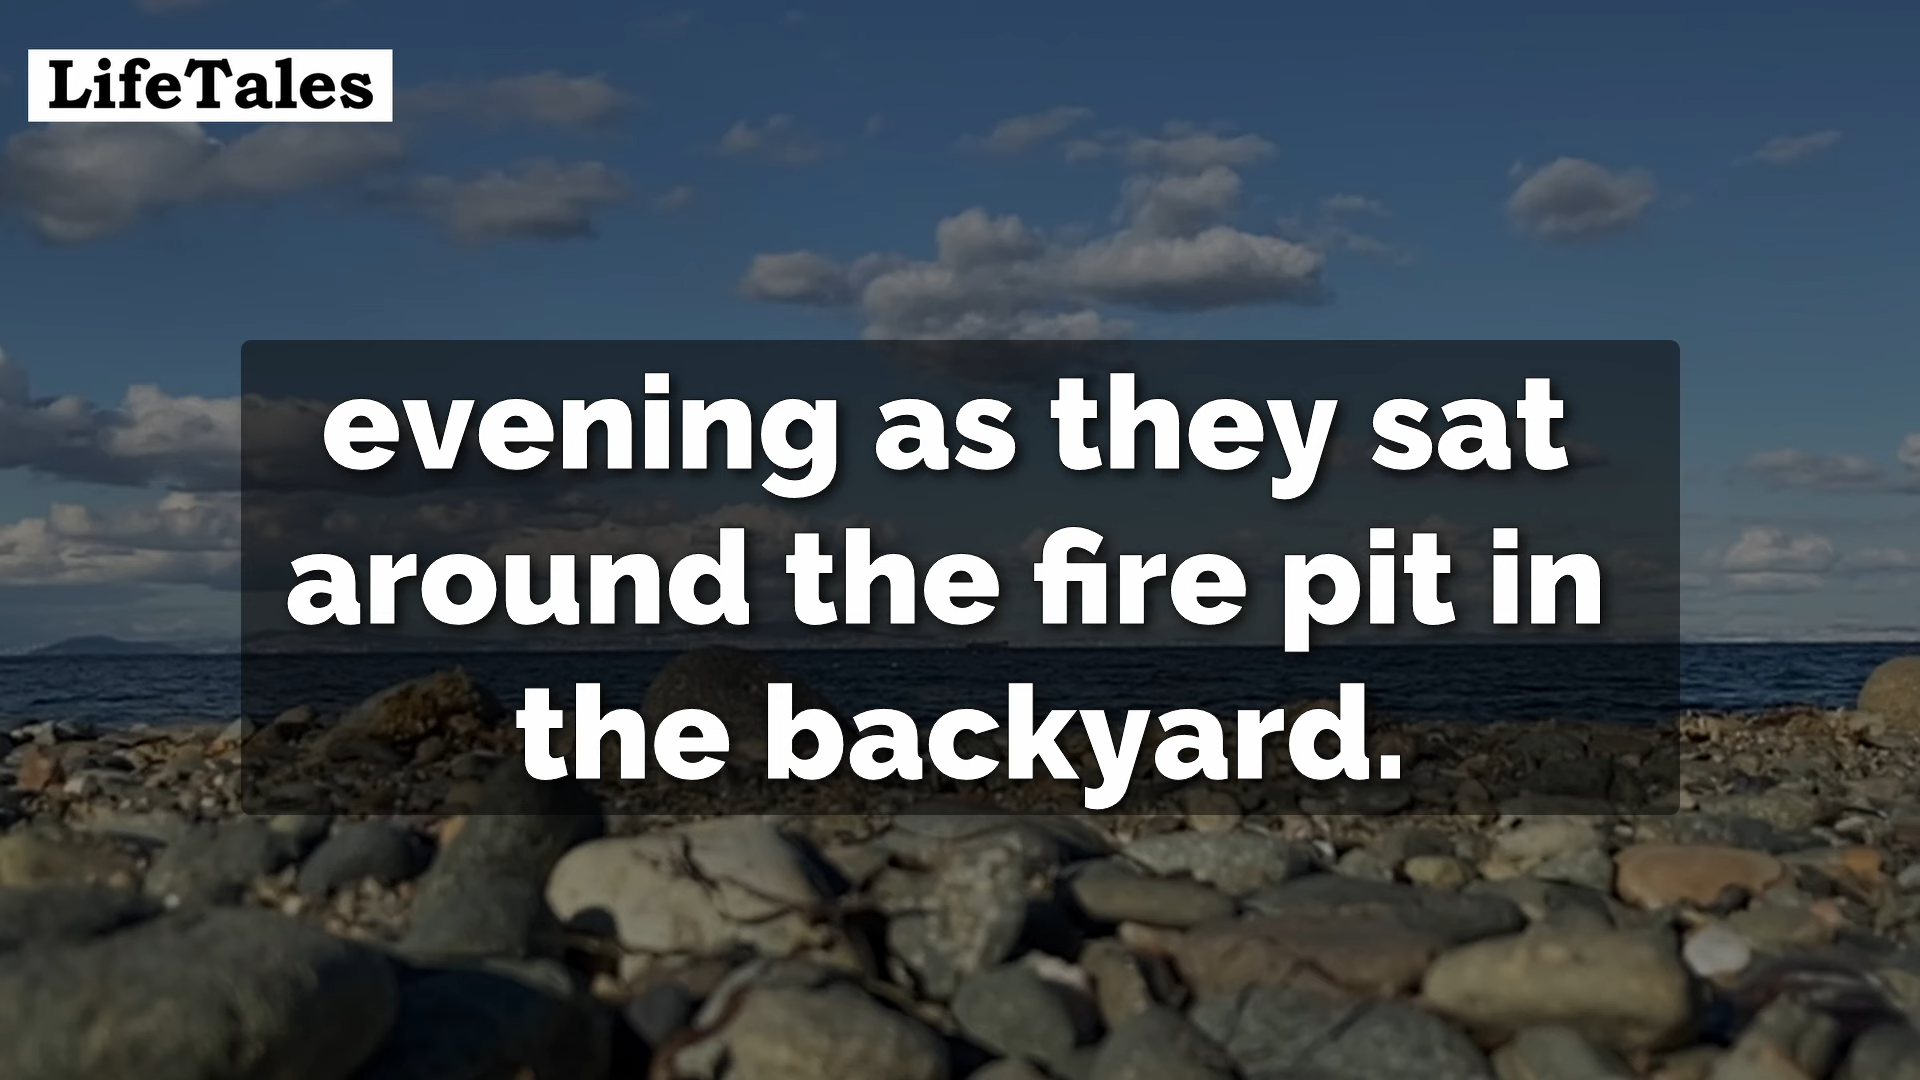 LifeTales
evening as they sat
around the fire pit in
the backyard.